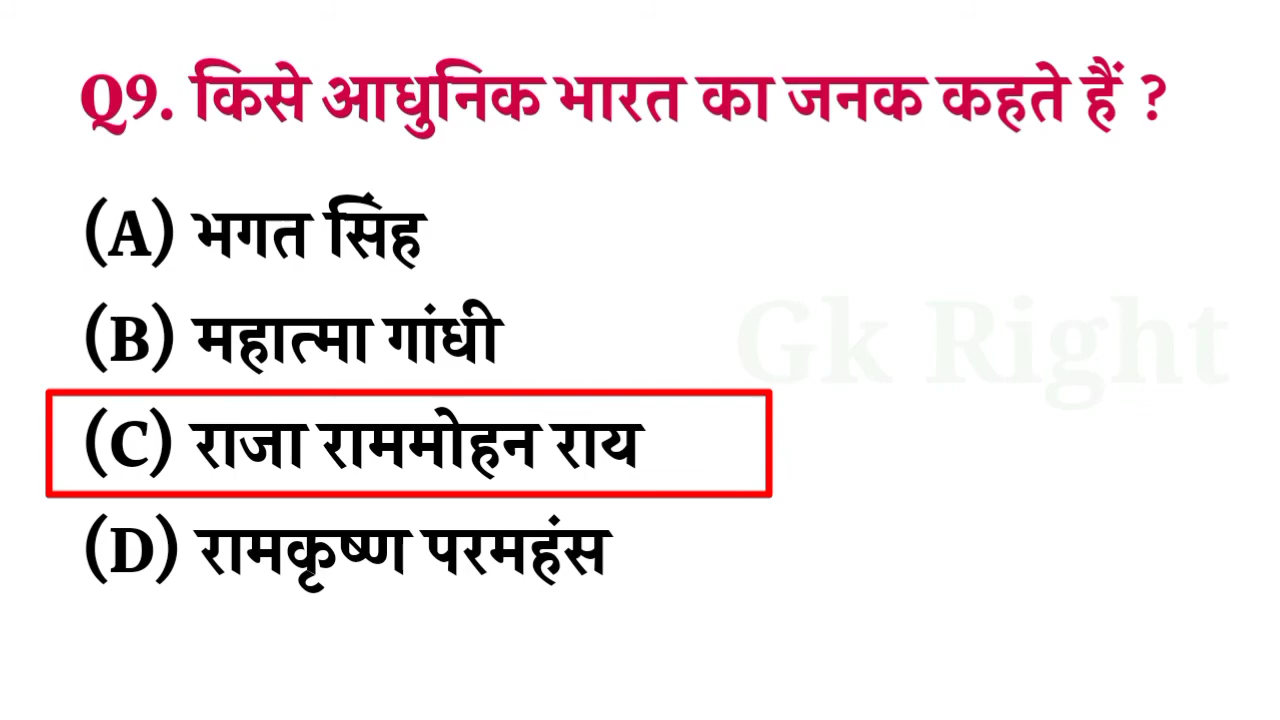 Q9. किसे आधुनिक भारत का जनक कहते हैं ?
(A) भगत सिंह
(B) महात्मा गांधी
Gk Right
(C) राजा राममोहन राय
(D) रामकृष्ण परमहंस